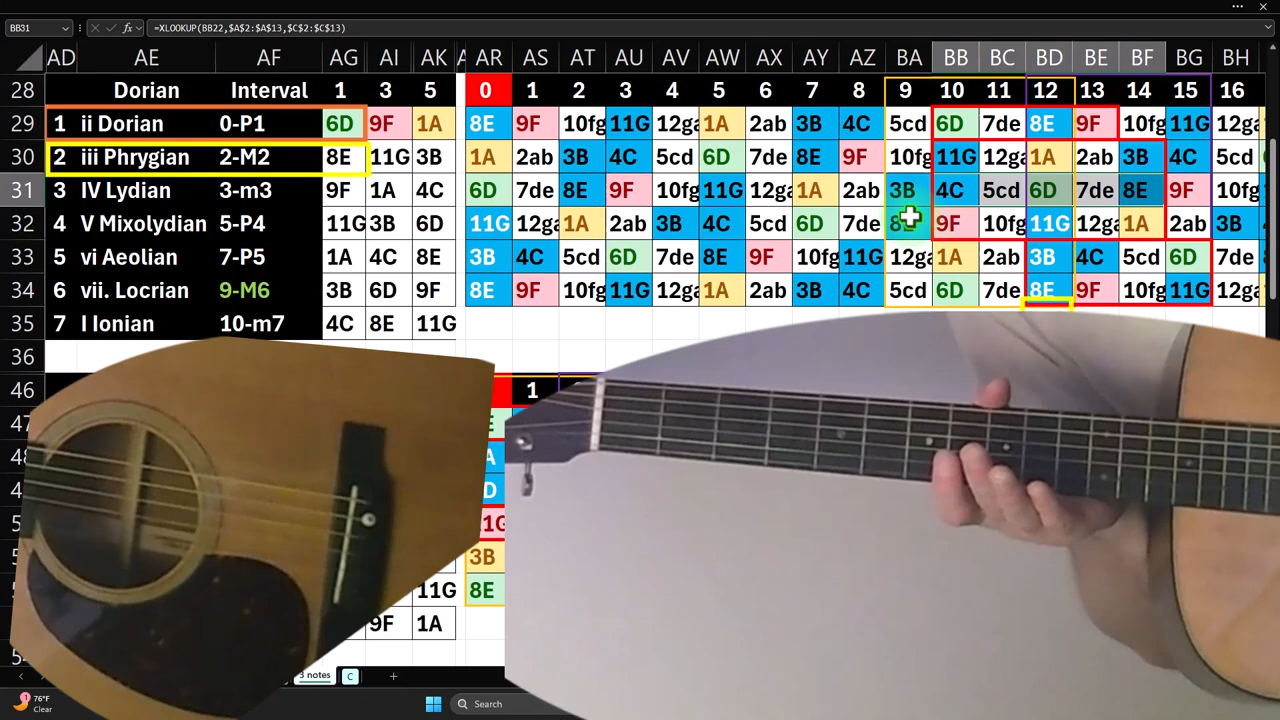 BB31 fx =XLOOKUP(BB22,$A$2:$A$13,$C$2:$C$13)
AD AE AF AG AI AK AR AS AT AU AV AW AX AY AZ BA BB BC BD BE BF BG BH
28 Dorian Interval 1 3 5 0 1 2 3 4 5 6 7 8 9 10 11 12 13 14 15 16
29 1 ii Dorian 0-P1 6D 9F 1A 8E 9F 10fg 11G 12ga 1A 2ab 3B 4C 5cd 6D 7de 8E 9F 10fg 11G 12ga
30 2 iii Phrygian 2-M2 8E 11G 3B 1A 2ab 3B 4C 5cd 6D 7de 8E 9F 10fg 11G 12ga 1A 2ab 3B 4C 5cd
31 3 IV Lydian 3-m3 9F 1A 4C 6D 7de 8E 9F 10fg 11G 12ga 1A 2ab 3B 4C 5cd 6D 7de 8E 9F 10fg
32 4 V Mixolydian 5-P4 11G 3B 6D 11G 12ga 1A 2ab 3B 4C 5cd 6D 7de 9F 10fg 11G 12ga 1A 2ab 3B
33 5 vi Aeolian 7-P5 1A 4C 8E 3B 4C 5cd 6D 7de 8E 9F 10fg 11G 12ga 1A 2ab 3B 4C 5cd 6D 7de
34 6 vii. Locrian 9-M6 3B 6D 9F 8E 9F 10fg 11G 12ga 1A 2ab 3B 4C 5cd 6D 7de 8E 9F 10fg 11G 12ga
35 7 I Ionian 10-m7 4C 8E 11G
36
46 1
47
48
11G
3B
11G 8E
9F 1A
3 notes C +
76°F
Clear
Search